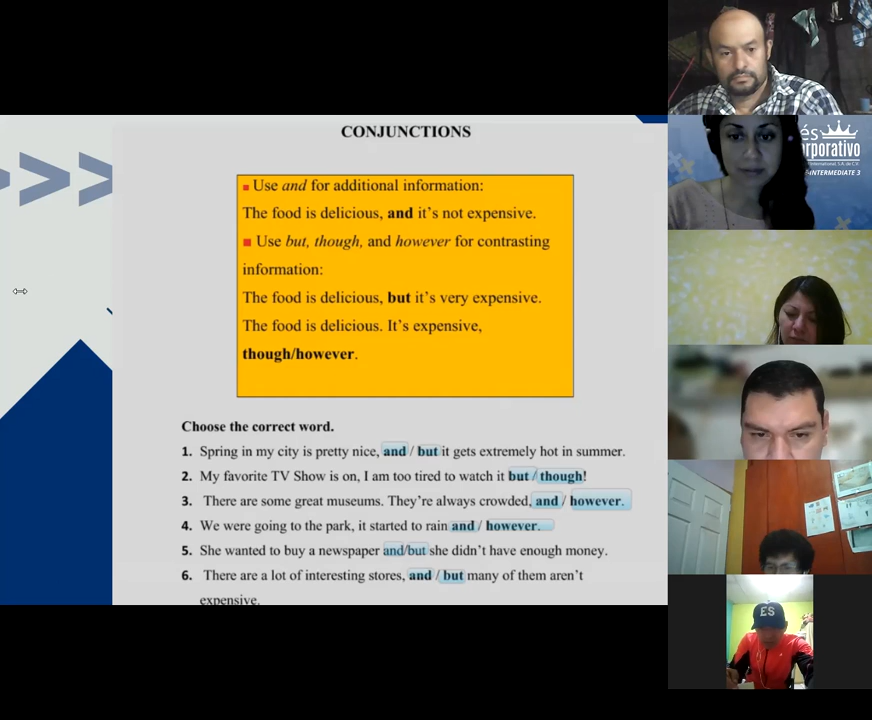 CONJUNCTIONS
■ Use and for additional information:
The food is delicious, and it's not expensive.
■ Use but, though, and however for contrasting
information:
The food is delicious, but it's very expensive.
The food is delicious. It's expensive,
though/however.
Choose the correct word.
1. Spring in my city is pretty nice, and / but it gets extremely hot in summer.
2. My favorite TV Show is on, I am too tired to watch it but / though!
3. There are some great museums. They're always crowded, and / however.
4. We were going to the park, it started to rain and / however.
5. She wanted to buy a newspaper and/but she didn't have enough money.
6. There are a lot of interesting stores, and / but many of them aren't
expensive.
és
rporativo
International, S.A. de C.V.
INTERMEDIATE 3
ES